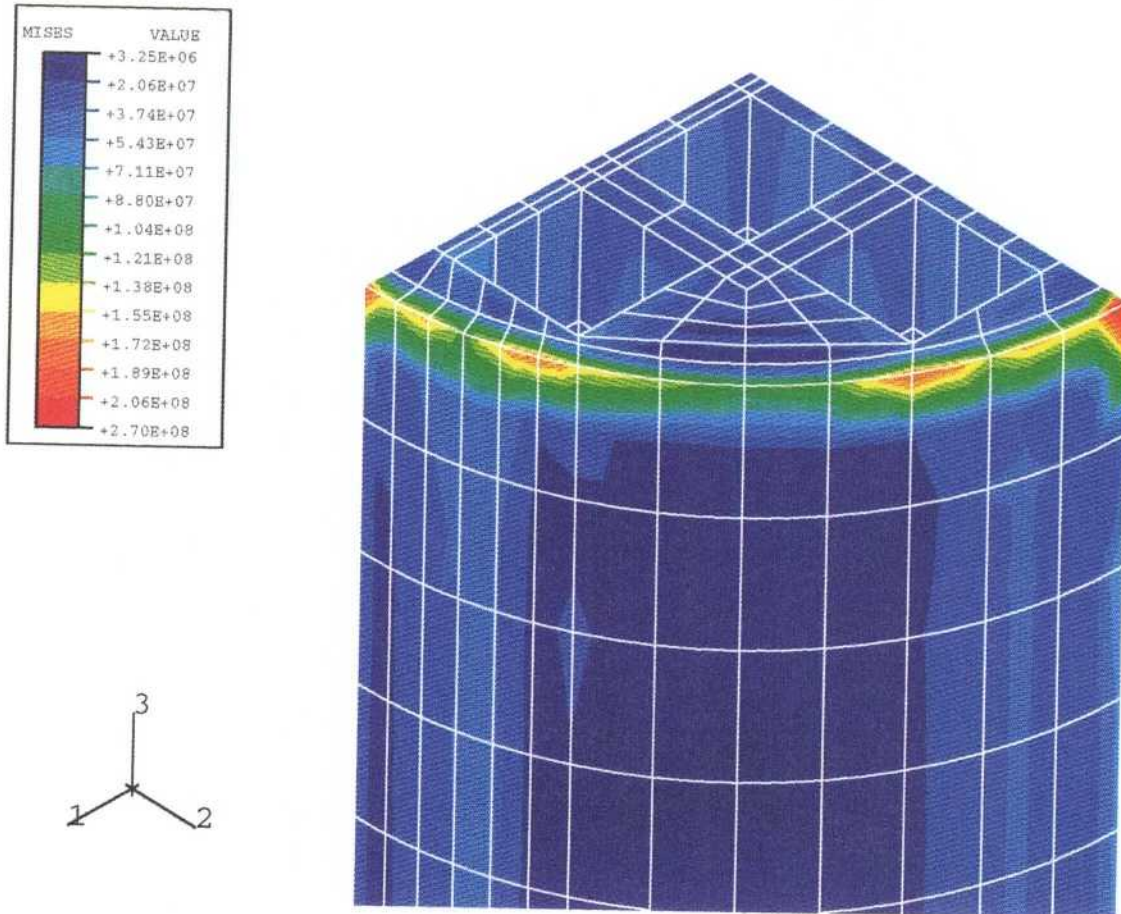 MISES VALUE
+3.25E+06
+2.06E+07
+3.74E+07
+5.43E+07
+7.11E+07
+8.80E+07
+1.04E+08
+1.21E+08
+1.38E+08
+1.55E+08
+1.72E+08
+1.89E+08
+2.06E+08
+2.70E+08
3
1 2